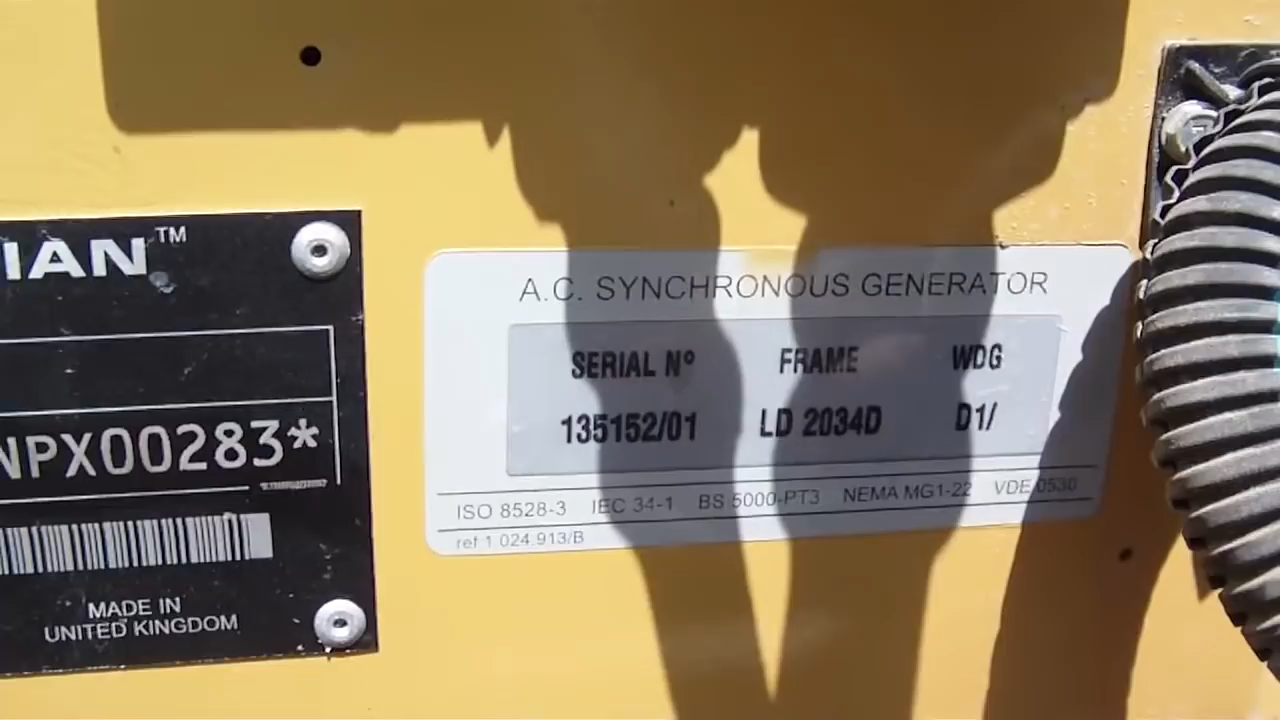 IAN™
NPX00283*
MADE IN
UNITED KINGDOM
A.C. SYNCHRONOUS GENERATOR
SERIAL Nº FRAME WDG
135152/01 LD 2034D D1/
ISO 8528-3 IEC 34-1 BS 5000-PT3 NEMA MG1-22 VDE 0530
ref 1 024 913/B